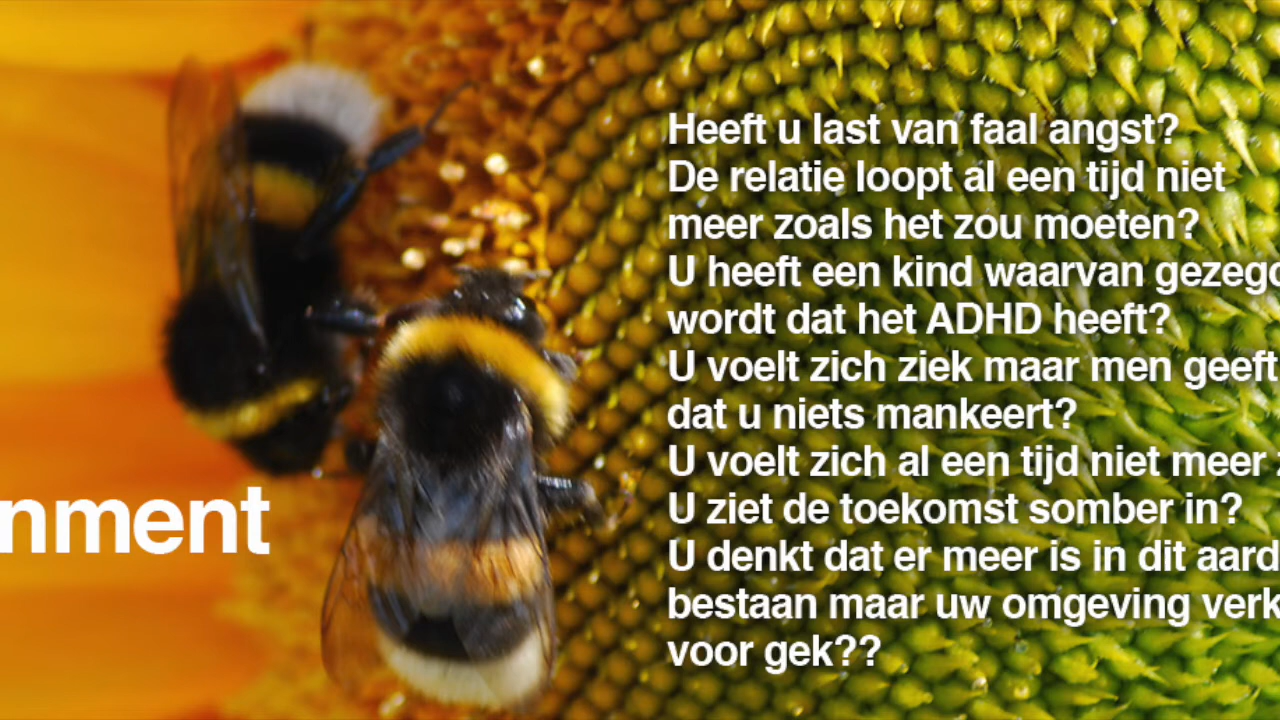 Heeft u last van faal angst?
De relatie loopt al een tijd niet
meer zoals het zou moeten?
U heeft een kind waarvan
wordt dat het ADHD heeft?
U voelt zich ziek maar men geeft
dat u niets mankeert?
U voelt zich al een tijd niet meer
U ziet de toekomst somber in?
U denkt dat er meer is in dit
bestaan maar uw omgeving
voor gek??